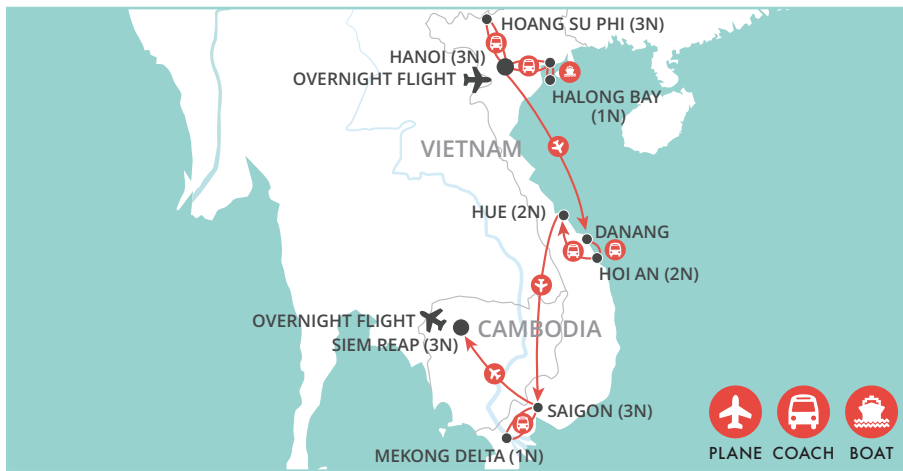 HOANG SU PHI (3N)
HANOI (3N)
OVERNIGHT FLIGHT
HALONG BAY
(1N)
VIETNAM
HUE (2N)
DANANG
HOI AN (2N)
OVERNIGHT FLIGHT
CAMBODIA
SIEM REAP (3N)
SAIGON (3N)
MEKONG DELTA (1N)
PLANE COACH BOAT